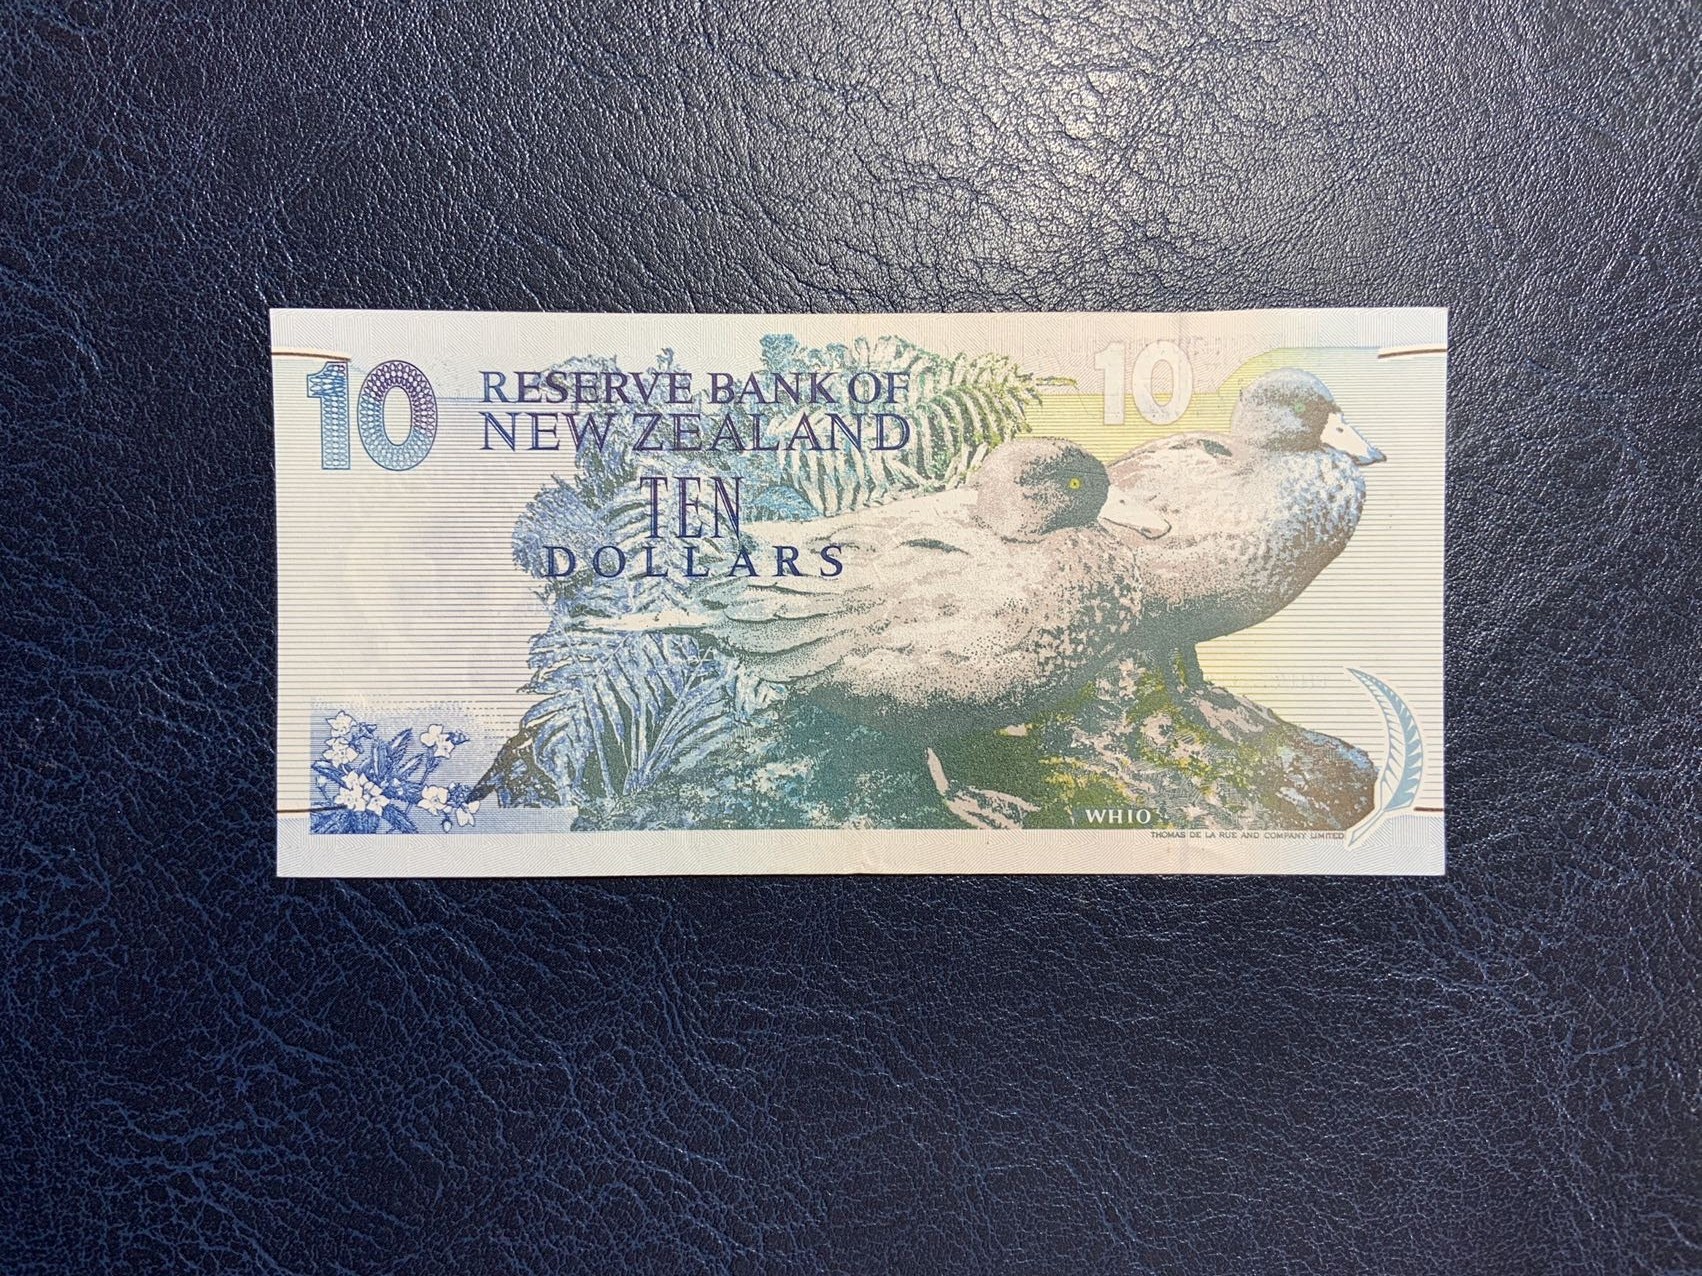 10
RESERVE BANK OF
NEW ZEALAND
TEN
DOLLARS
10
WHIO
THOMAS DE LA RUE AND COMPANY LIMITED